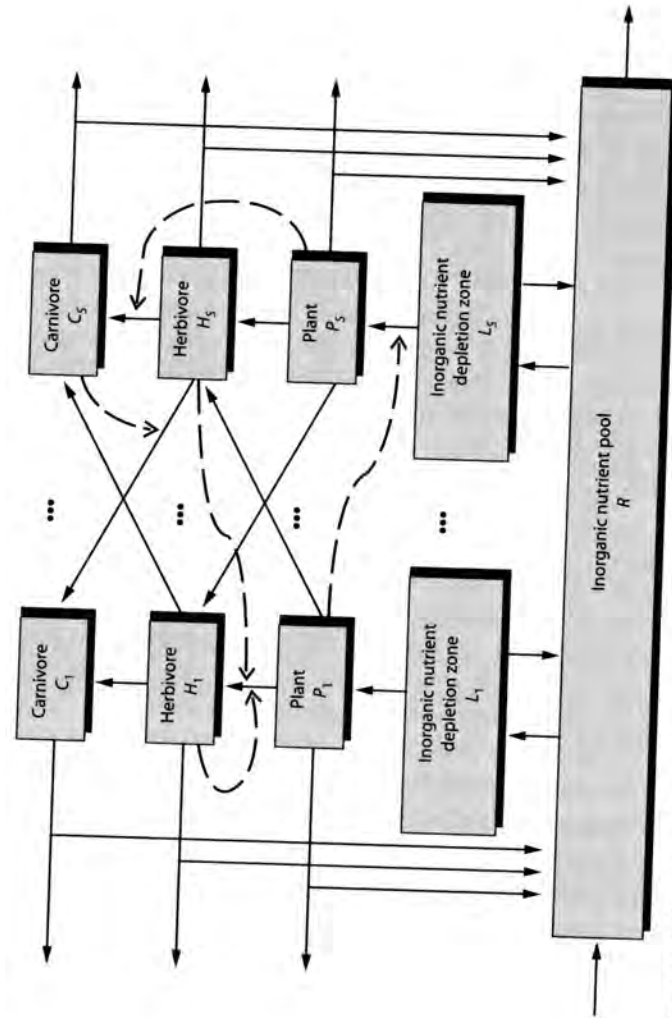 Carnivore
C₁
...
Carnivore
Cₛ
Herbivore
H₁
...
Herbivore
Hₛ
Plant
P₁
...
Plant
Pₛ
Inorganic nutrient
depletion zone
L₁
...
Inorganic nutrient
depletion zone
Lₛ
Inorganic nutrient pool
R